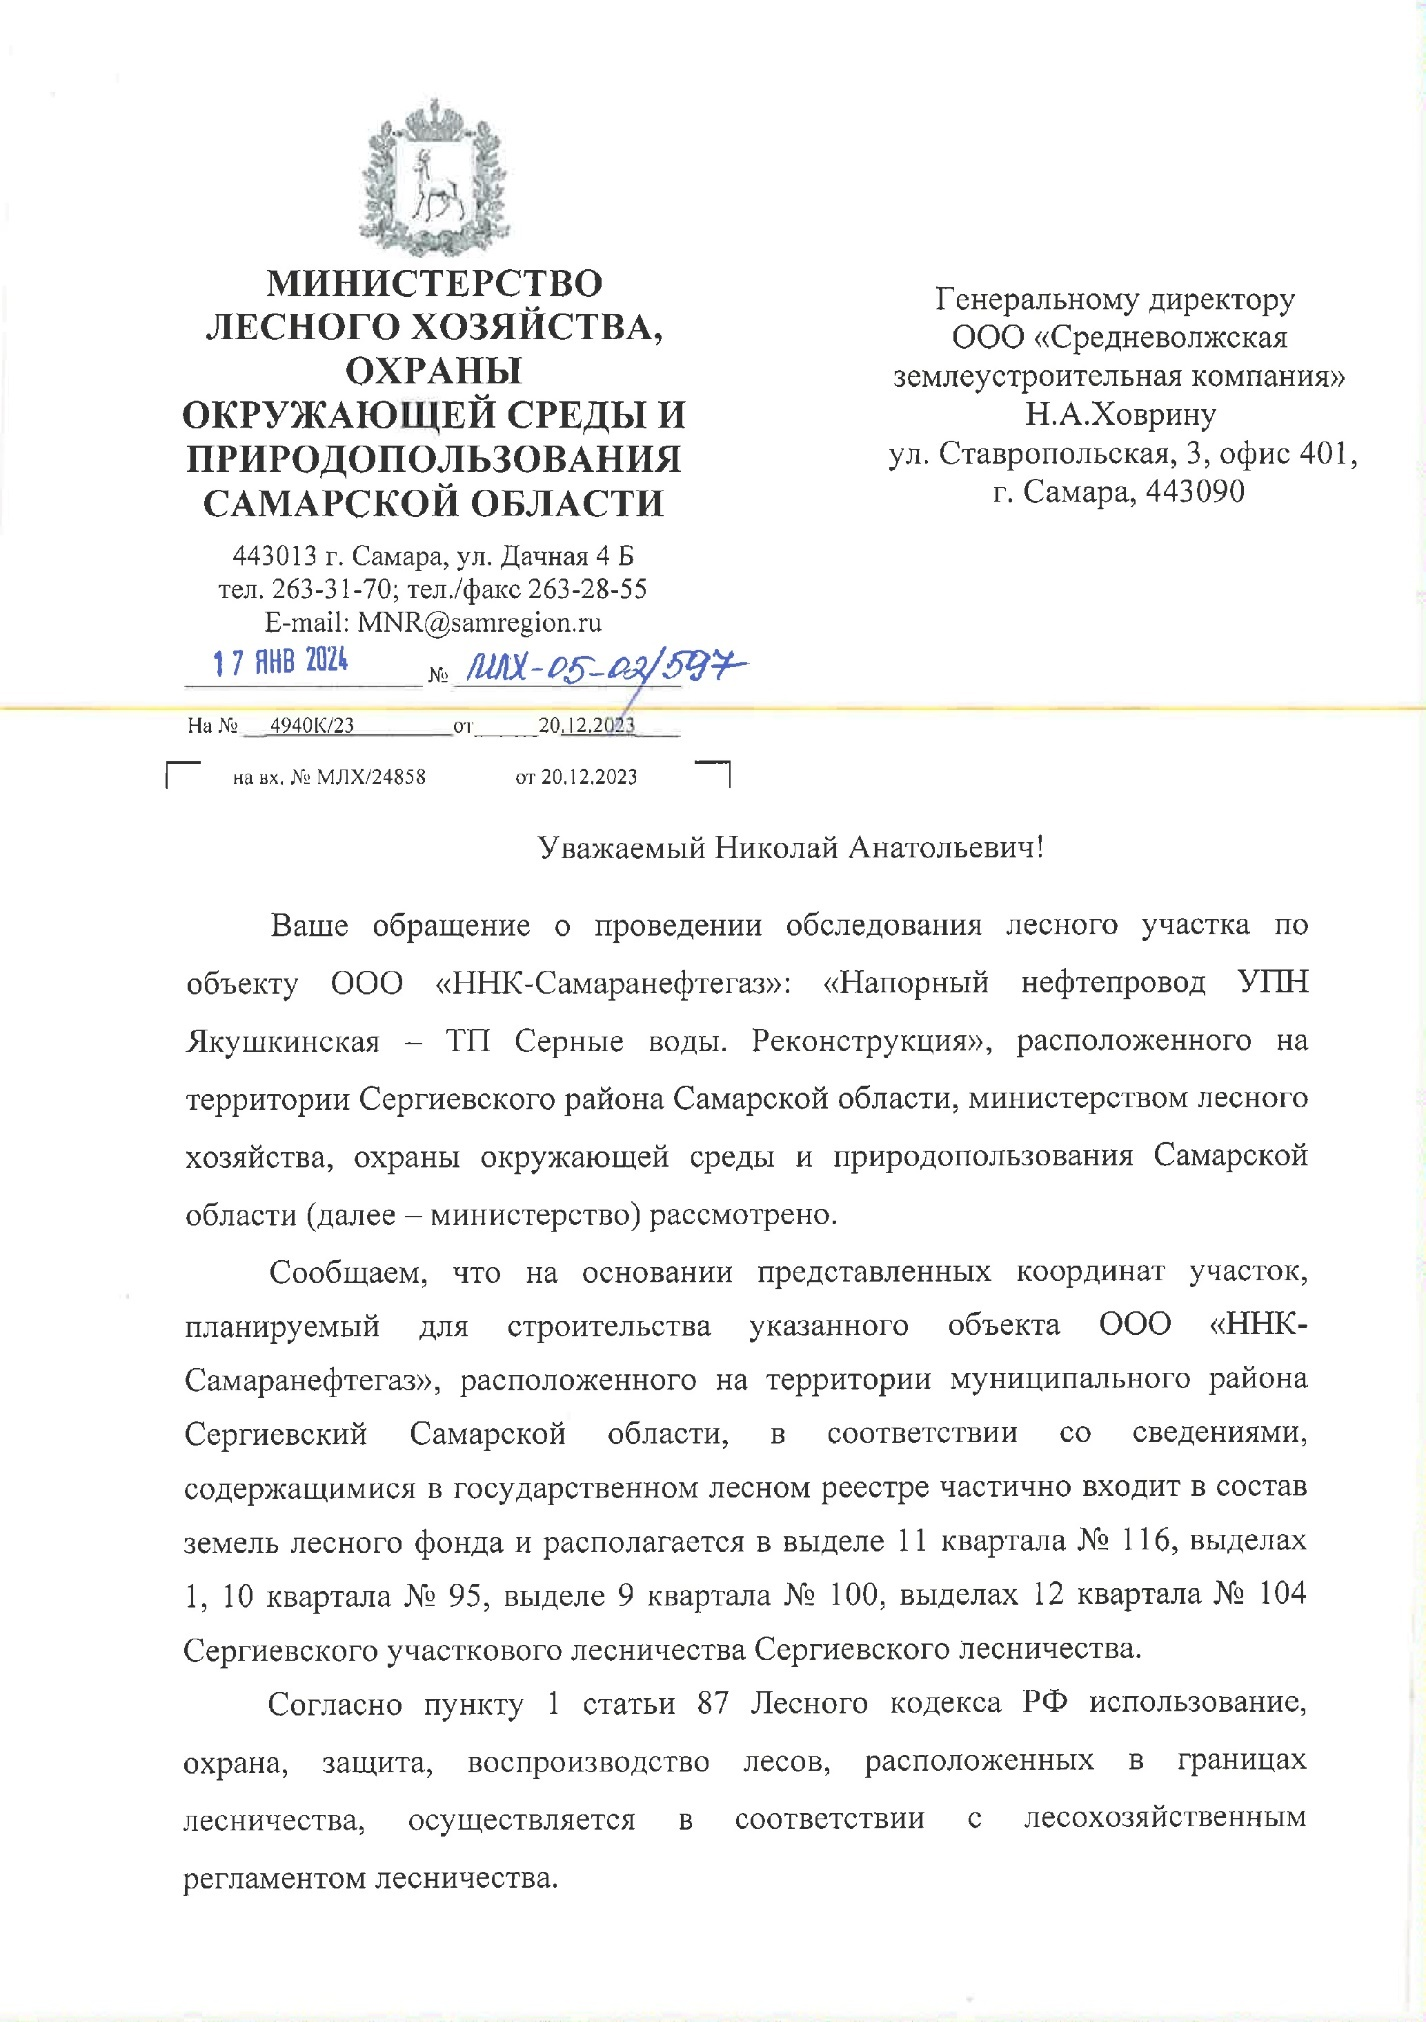 МИНИСТЕРСТВО
ЛЕСНОГО ХОЗЯЙСТВА,
ОХРАНЫ
ОКРУЖАЮЩЕЙ СРЕДЫ И
ПРИРОДОПОЛЬЗОВАНИЯ
САМАРСКОЙ ОБЛАСТИ
443013 г. Самара, ул. Дачная 4 Б
тел. 263-31-70; тел./факс 263-28-55
E-mail: MNR@samregion.ru
17 ЯНВ 2024 № МЛХ-05-02/597
На № 4940К/23 от 20.12.2023
на вх. № МЛХ/24858 от 20.12.2023
Генеральному директору
ООО «Средневолжская
землеустроительная компания»
Н.А.Ховрину
ул. Ставропольская, 3, офис 401,
г. Самара, 443090
Уважаемый Николай Анатольевич!
Ваше обращение о проведении обследования лесного участка по
объекту ООО «ННК-Самаранефтегаз»: «Напорный нефтепровод УПН
Якушкинская – ТП Серные воды. Реконструкция», расположенного на
территории Сергиевского района Самарской области, министерством лесного
хозяйства, охраны окружающей среды и природопользования Самарской
области (далее – министерство) рассмотрено.
Сообщаем, что на основании представленных координат участок,
планируемый для строительства указанного объекта ООО «ННК-
Самаранефтегаз», расположенного на территории муниципального района
Сергиевский Самарской области, в соответствии со сведениями,
содержащимися в государственном лесном реестре частично входит в состав
земель лесного фонда и располагается в выделе 11 квартала № 116, выделах
1, 10 квартала № 95, выделе 9 квартала № 100, выделах 12 квартала № 104
Сергиевского участкового лесничества Сергиевского лесничества.
Согласно пункту 1 статьи 87 Лесного кодекса РФ использование,
охрана, защита, воспроизводство лесов, расположенных в границах
лесничества, осуществляется в соответствии с лесохозяйственным
регламентом лесничества.